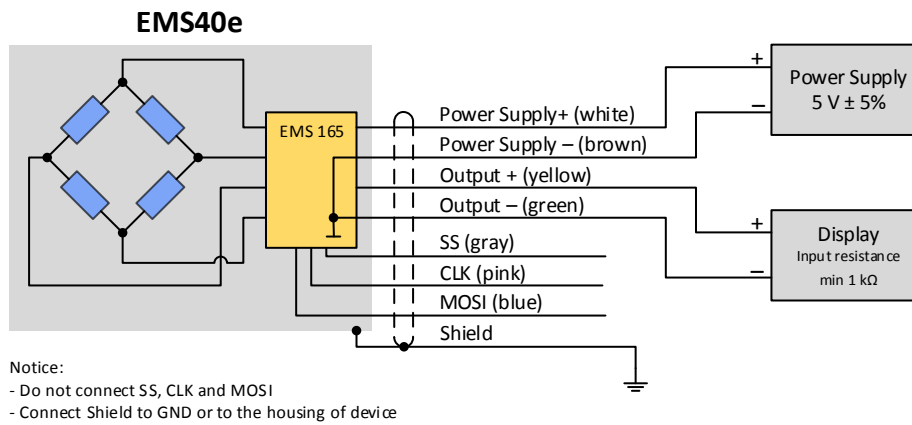 EMS40e
EMS 165
Power Supply+ (white)
Power Supply – (brown)
Output + (yellow)
Output – (green)
SS (gray)
CLK (pink)
MOSI (blue)
Shield
+
Power Supply
5 V ± 5%
–
+
Display
Input resistance
min 1 kΩ
–
Notice:
- Do not connect SS, CLK and MOSI
- Connect Shield to GND or to the housing of device